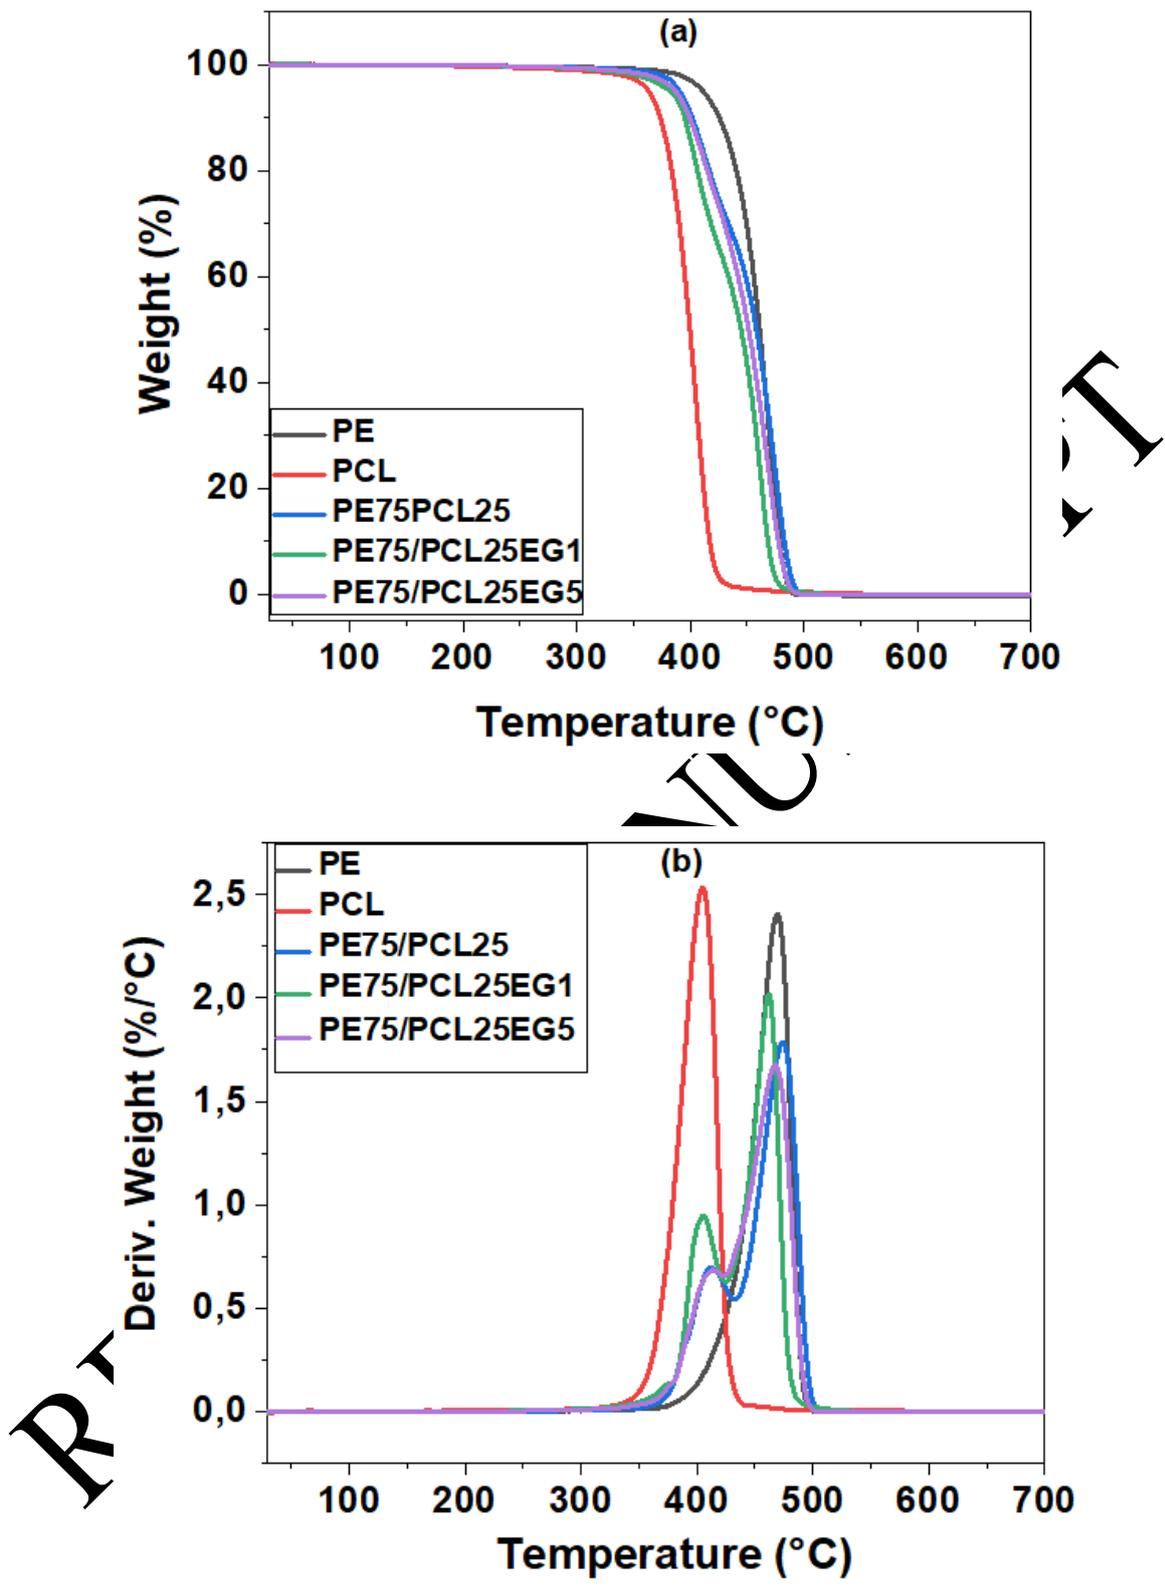 (a)
100
80
60
40
20
0
Weight (%)
PE
PCL
PE75PCL25
PE75/PCL25EG1
PE75/PCL25EG5
100 200 300 400 500 600 700
Temperature (°C)
(b)
2,5
2,0
1,5
1,0
0,5
0,0
Deriv. Weight (%/°C)
PE
PCL
PE75/PCL25
PE75/PCL25EG1
PE75/PCL25EG5
100 200 300 400 500 600 700
Temperature (°C)